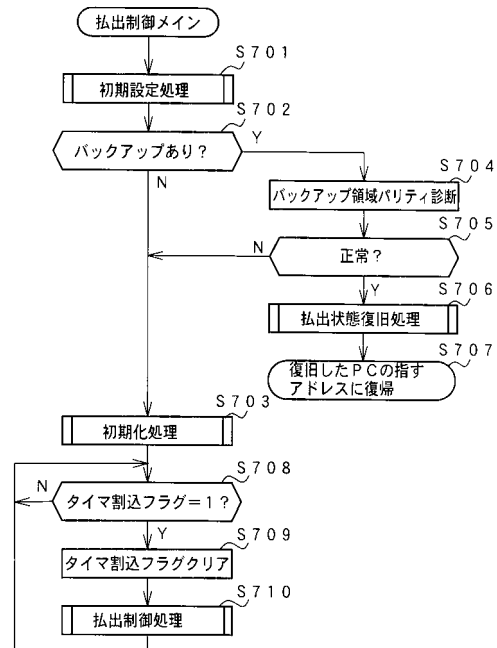 払出制御メイン
S701
初期設定処理
S702
バックアップあり？
Y
N
S704
バックアップ領域パリティ診断
S705
正常？
N
Y
S706
払出状態復旧処理
S707
復旧したPCの指す
アドレスに復帰
S703
初期化処理
S708
タイマ割込フラグ＝1？
N
Y
S709
タイマ割込フラグクリア
S710
払出制御処理